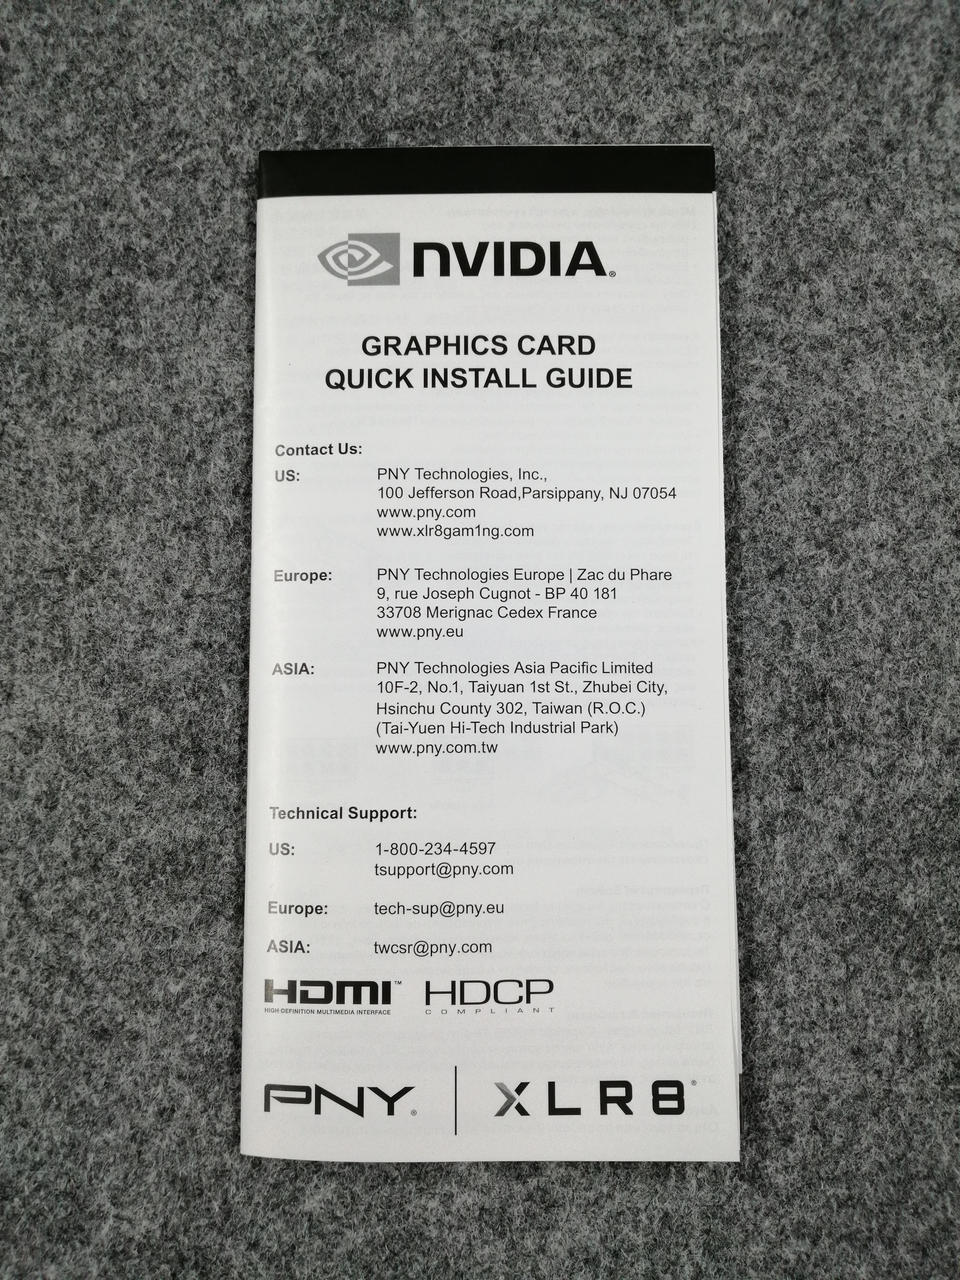 NVIDIA®
GRAPHICS CARD
QUICK INSTALL GUIDE
Contact Us:
US: PNY Technologies, Inc.,
100 Jefferson Road,Parsippany, NJ 07054
www.pny.com
www.xlr8gam1ng.com
Europe: PNY Technologies Europe | Zac du Phare
9, rue Joseph Cugnot - BP 40 181
33708 Merignac Cedex France
www.pny.eu
ASIA: PNY Technologies Asia Pacific Limited
10F-2, No.1, Taiyuan 1st St., Zhubei City,
Hsinchu County 302, Taiwan (R.O.C.)
(Tai-Yuen Hi-Tech Industrial Park)
www.pny.com.tw
Technical Support:
US: 1-800-234-4597
tsupport@pny.com
Europe: tech-sup@pny.eu
ASIA: twcsr@pny.com
HDMI™ HDCP
HIGH-DEFINITION MULTIMEDIA INTERFACE COMPLIANT
PNY® | XLR8®